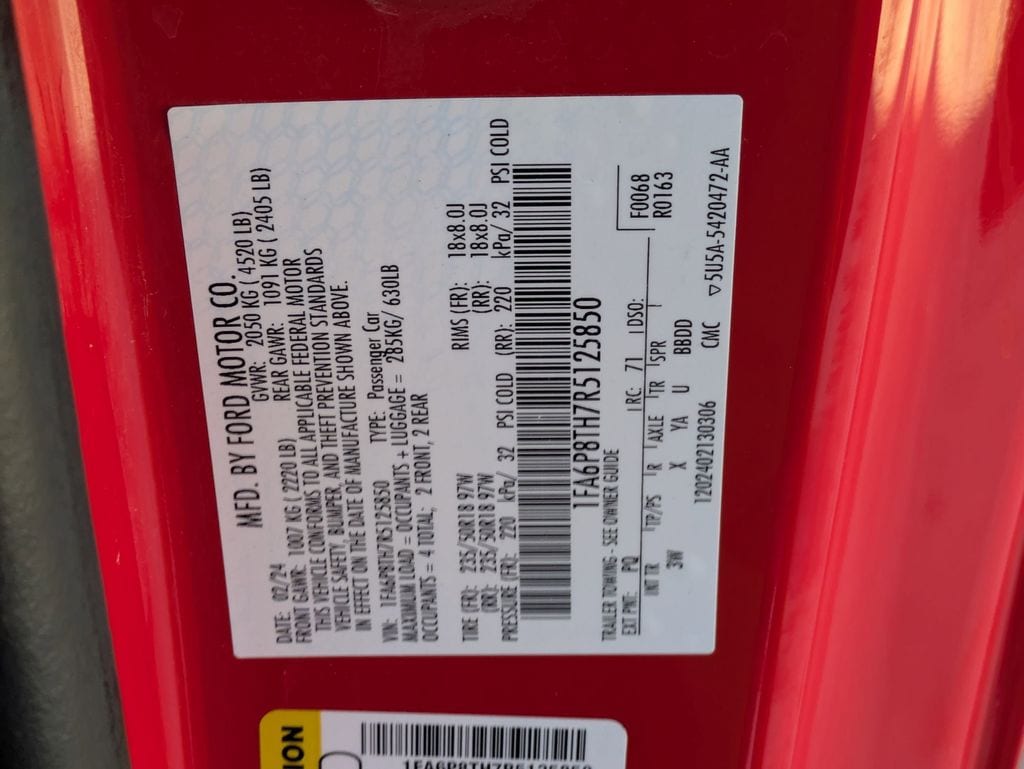 MFD. BY FORD MOTOR CO.
DATE: 02/24 GVWR: 2050 KG ( 4520 LB)
FRONT GAWR: 1007 KG ( 2220 LB) REAR GAWR: 1091 KG ( 2405 LB)
THIS VEHICLE CONFORMS TO ALL APPLICABLE FEDERAL MOTOR
VEHICLE SAFETY, BUMPER, AND THEFT PREVENTION STANDARDS
IN EFFECT ON THE DATE OF MANUFACTURE SHOWN ABOVE.
VIN: 1FA6P8TH7R5125850 TYPE: Passenger Car
MAXIMUM LOAD = OCCUPANTS + LUGGAGE = 285KG/ 630LB
OCCUPANTS = 4 TOTAL; 2 FRONT, 2 REAR
TIRE (FR): 235/50R18 97W RIMS (FR): 18x8.0J
(RR): 235/50R18 97W (RR): 18x8.0J
PRESSURE (FR): 220 kPa/ 32 PSI COLD (RR): 220 kPa/ 32 PSI COLD
1FA6P8TH7R5125850
TRAILER TOWING - SEE OWNER GUIDE F0068
EXT PNT: PQ RC: 71 DSO: R0163
INT TR TP/PS R AXLE TR SPR
3W X YA U BBDD
1202402130306 CMC ▽5U5A-5420472-AA
ION
1FA6P8TH7R5125850